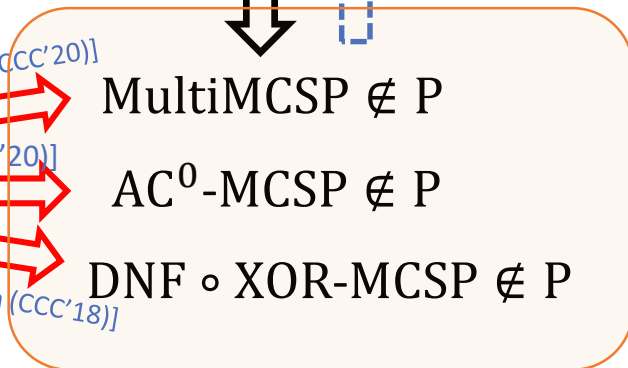 CCC'20)]
MultiMCSP ∉ P
'20)]
AC⁰-MCSP ∉ P
DNF ∘ XOR-MCSP ∉ P
(CCC'18)]